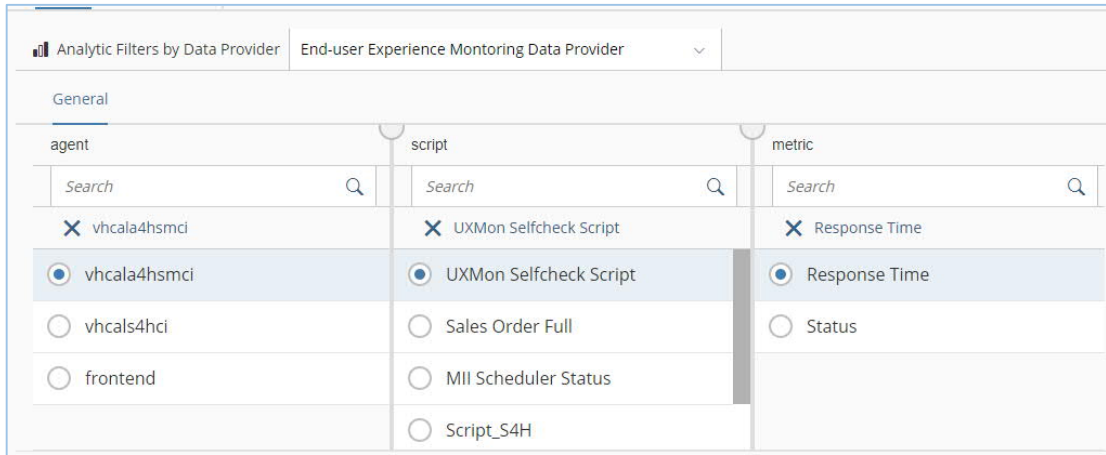 Analytic Filters by Data Provider End-user Experience Montoring Data Provider
General
agent script metric
Search Search Search
vhcala4hsmci UXMon Selfcheck Script Response Time
vhcala4hsmci UXMon Selfcheck Script Response Time
vhcals4hci Sales Order Full Status
frontend MII Scheduler Status
Script_S4H